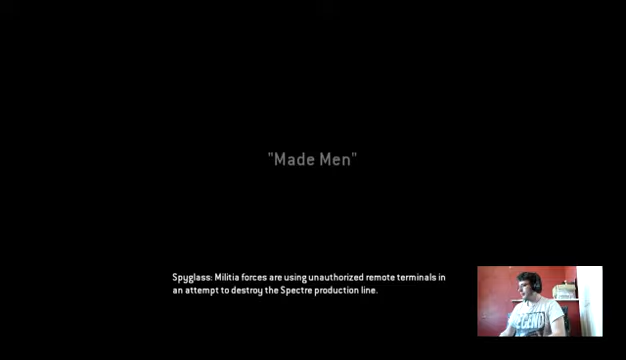 "Made Men"
Spyglass: Militia forces are using unauthorized remote terminals in
an attempt to destroy the Spectre production line.
LEGEND